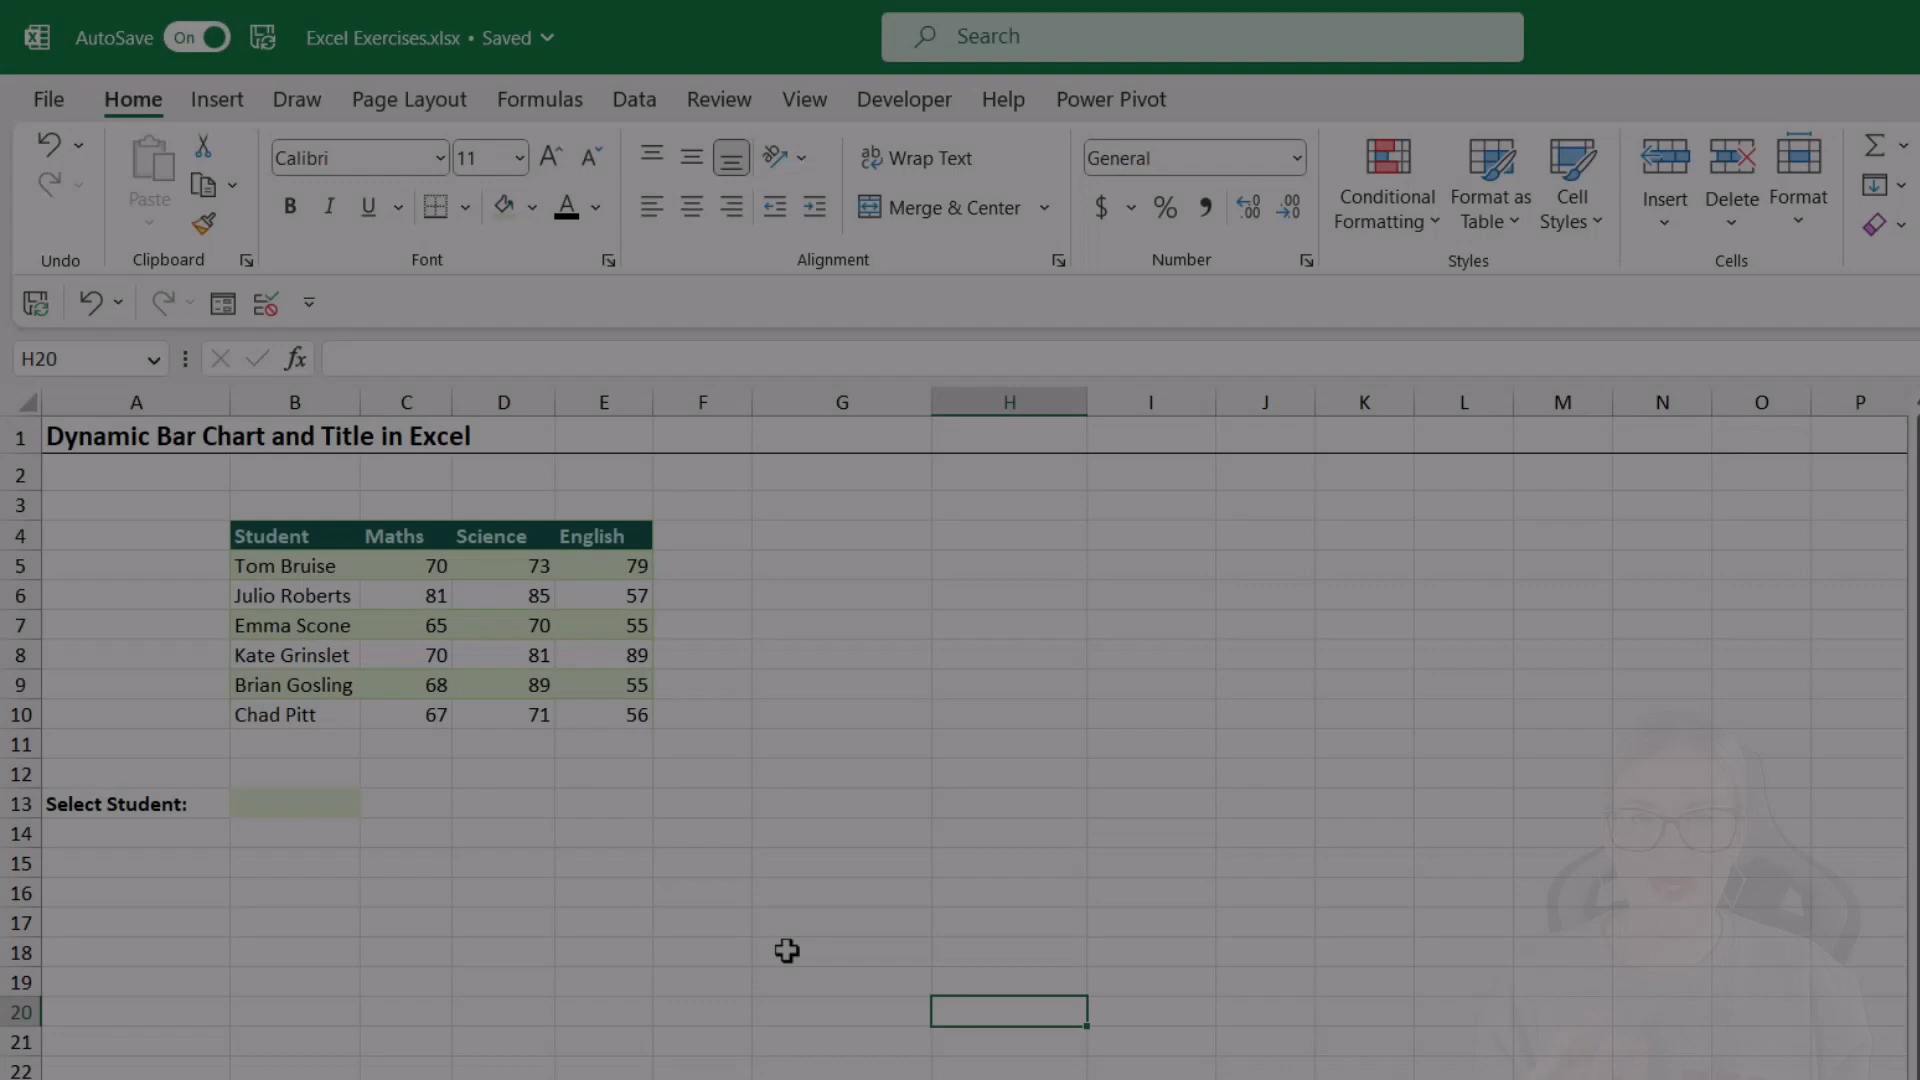 AutoSave On Excel Exercises.xlsx • Saved Search
File Home Insert Draw Page Layout Formulas Data Review View Developer Help Power Pivot
Calibri 11 Wrap Text General
Paste B I U A Merge & Center $ % Conditional Formatting Format as Table Cell Styles Insert Delete Format
Undo Clipboard Font Alignment Number Styles Cells
H20 fx
A B C D E F G H I J K L M N O P
1 Dynamic Bar Chart and Title in Excel
2
3
4 Student Maths Science English
5 Tom Bruise 70 73 79
6 Julio Roberts 81 85 57
7 Emma Scone 65 70 55
8 Kate Grinslet 70 81 89
9 Brian Gosling 68 89 55
10 Chad Pitt 67 71 56
11
12
13 Select Student:
14
15
16
17
18
19
20
21
22